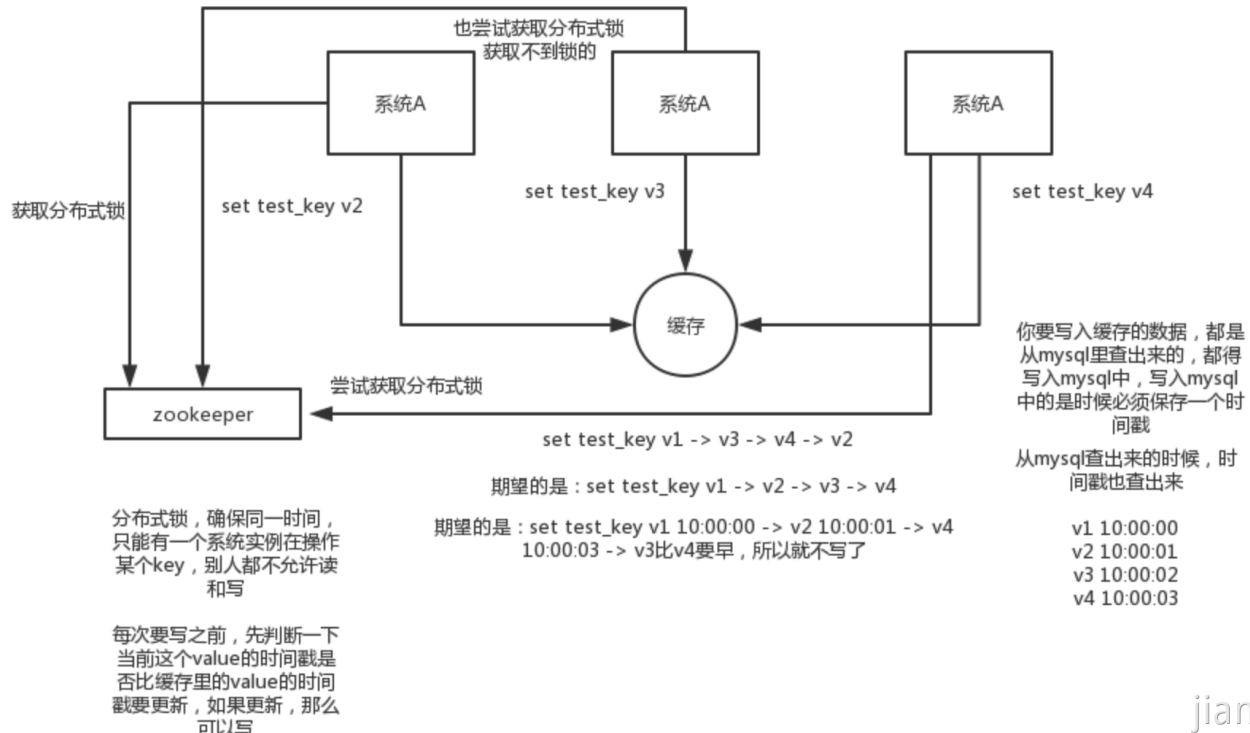 也尝试获取分布式锁
获取不到锁的
系统A
系统A
系统A
获取分布式锁
set test_key v2
set test_key v3
set test_key v4
缓存
你要写入缓存的数据，都是
从mysql里查出来的，都得
写入mysql中，写入mysql
中的是时候必须保存一个时
间戳
尝试获取分布式锁
zookeeper
set test_key v1 -> v3 -> v4 -> v2
从mysql查出来的时候，时
间戳也查出来
期望的是：set test_key v1 -> v2 -> v3 -> v4
分布式锁，确保同一时间，
只能有一个系统实例在操作
某个key，别人都不允许读
和写
期望的是：set test_key v1 10:00:00 -> v2 10:00:01 -> v4
10:00:03 -> v3比v4要早，所以就不写了
v1 10:00:00
v2 10:00:01
v3 10:00:02
v4 10:00:03
每次要写之前，先判断一下
当前这个value的时间戳是
否比缓存里的value的时间
戳要更新，如果更新，那么
可以写
jian